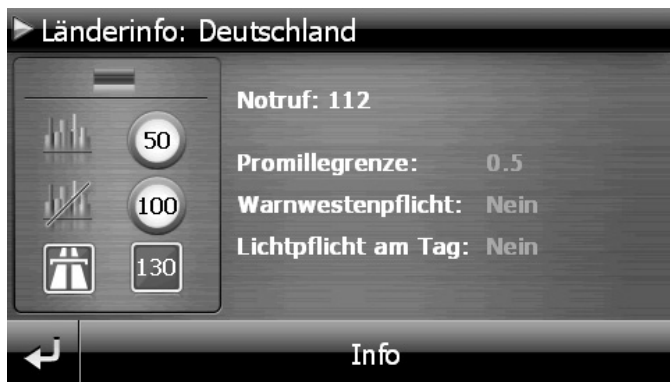 Länderinfo: Deutschland
Notruf: 112
50
Promillegrenze: 0.5
100
Warnwestenpflicht: Nein
Lichtpflicht am Tag: Nein
130
Info